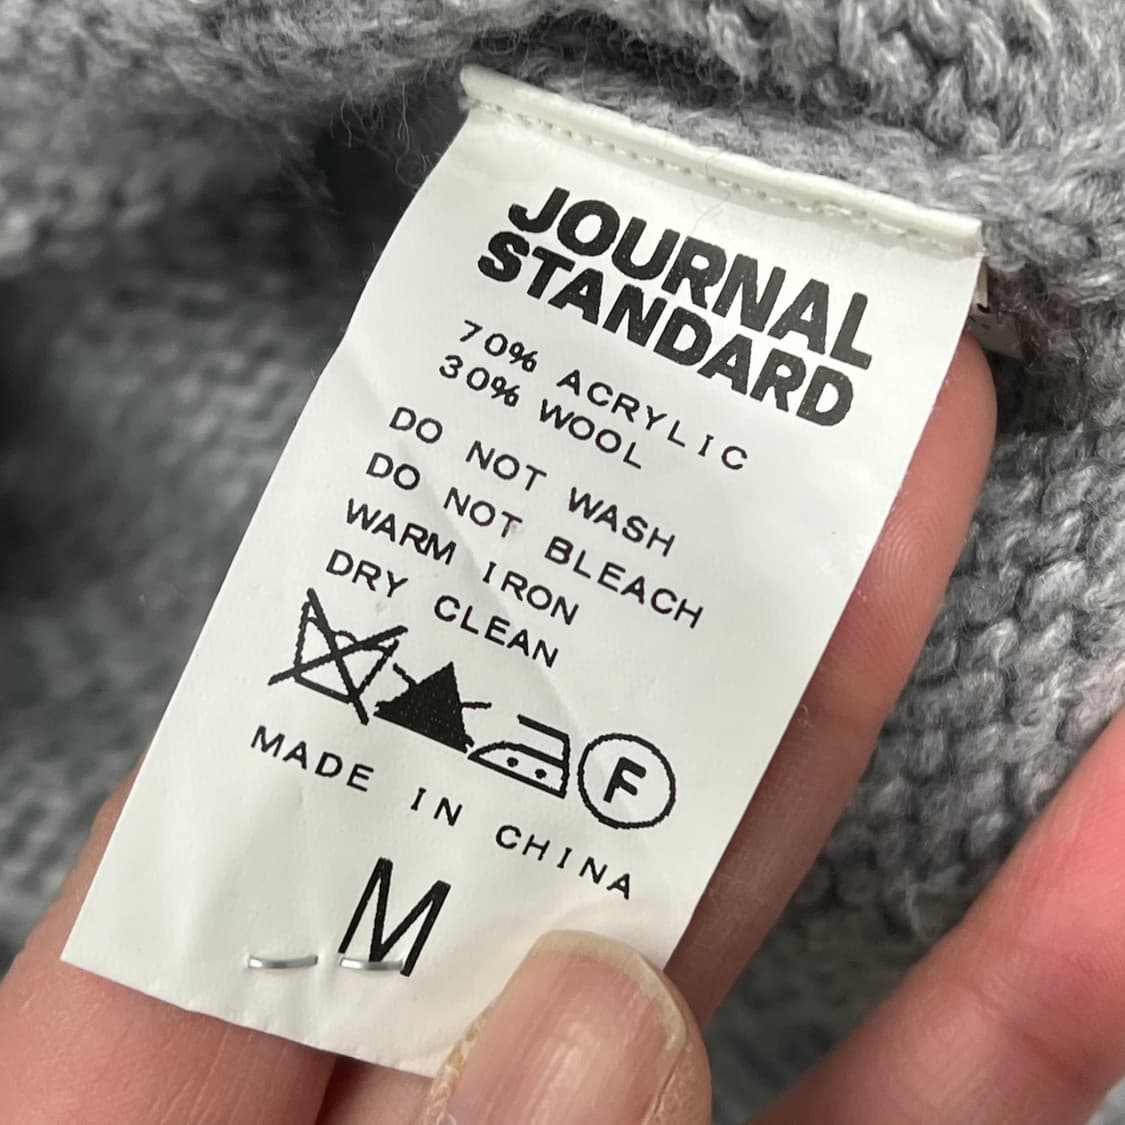 JOURNAL
STANDARD
70% ACRYLIC
30% WOOL
DO NOT WASH
DO NOT BLEACH
WARM IRON
DRY CLEAN
F
MADE IN CHINA
M